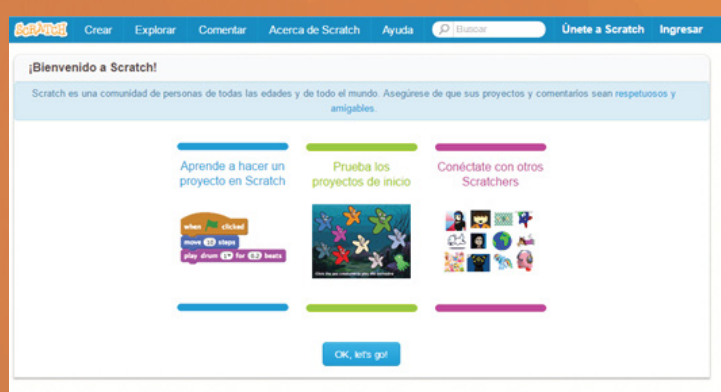 SCRATCH Crear Explorar Comentar Acerca de Scratch Ayuda Buscar Únete a Scratch Ingresar
¡Bienvenido a Scratch!
Scratch es una comunidad de personas de todas las edades y de todo el mundo. Asegúrese de que sus proyectos y comentarios sean respetuosos y
amigables.
Aprende a hacer un
proyecto en Scratch
Prueba los
proyectos de inicio
Conéctate con otros
Scratchers
when clicked
move 10 steps
play drum 1 for 0.2 beats
OK, let's go!